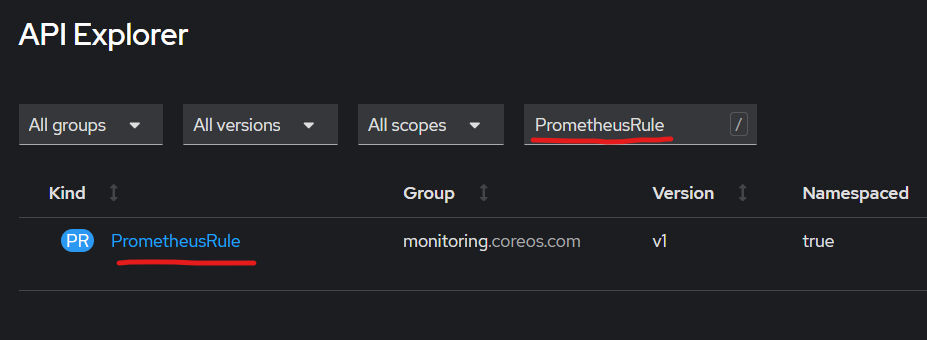 API Explorer
All groups All versions All scopes PrometheusRule /
Kind Group Version Namespaced
PR PrometheusRule monitoring.coreos.com v1 true